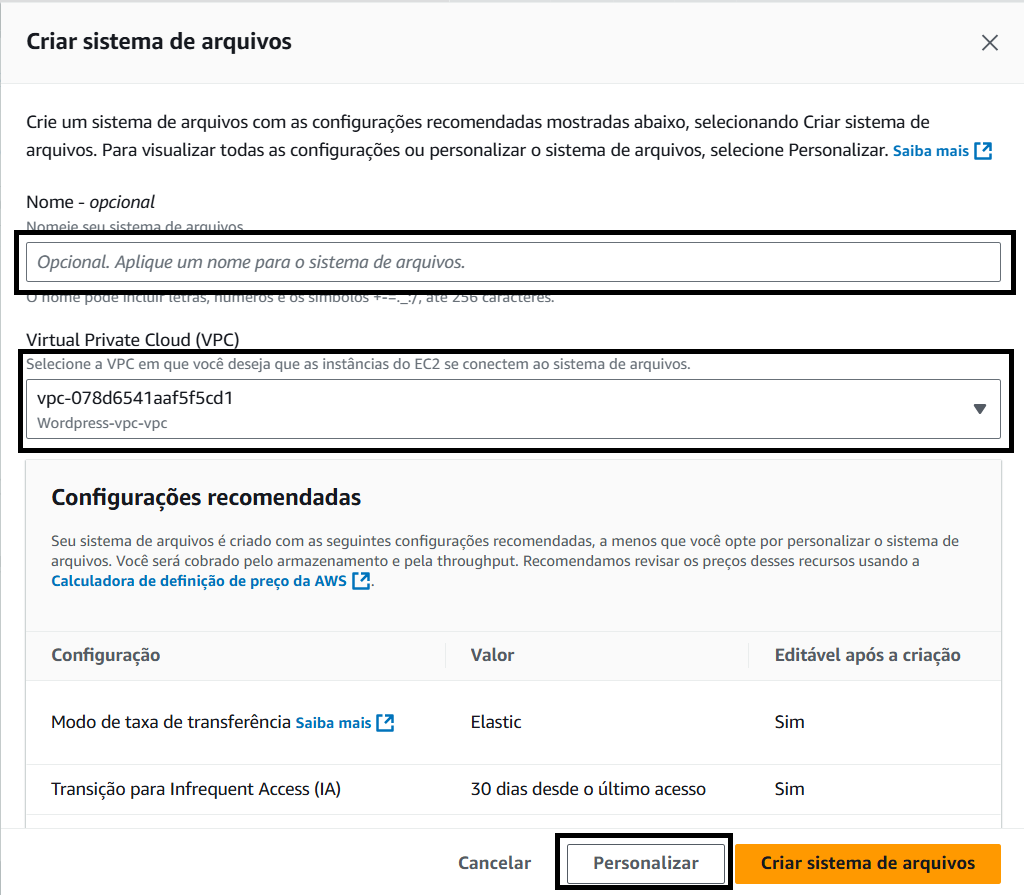 Criar sistema de arquivos
Crie um sistema de arquivos com as configurações recomendadas mostradas abaixo, selecionando Criar sistema de
arquivos. Para visualizar todas as configurações ou personalizar o sistema de arquivos, selecione Personalizar. Saiba mais
Nome - opcional
Nomeie seu sistema de arquivos
Opcional. Aplique um nome para o sistema de arquivos.
O nome pode incluir letras, números e os símbolos +-=._:/, até 256 caracteres.
Virtual Private Cloud (VPC)
Selecione a VPC em que você deseja que as instâncias do EC2 se conectem ao sistema de arquivos.
vpc-078d6541aaf5f5cd1
Wordpress-vpc-vpc
Configurações recomendadas
Seu sistema de arquivos é criado com as seguintes configurações recomendadas, a menos que você opte por personalizar o sistema de
arquivos. Você será cobrado pelo armazenamento e pela throughput. Recomendamos revisar os preços desses recursos usando a
Calculadora de definição de preço da AWS.
Configuração Valor Editável após a criação
Modo de taxa de transferência Saiba mais Elastic Sim
Transição para Infrequent Access (IA) 30 dias desde o último acesso Sim
Cancelar Personalizar Criar sistema de arquivos